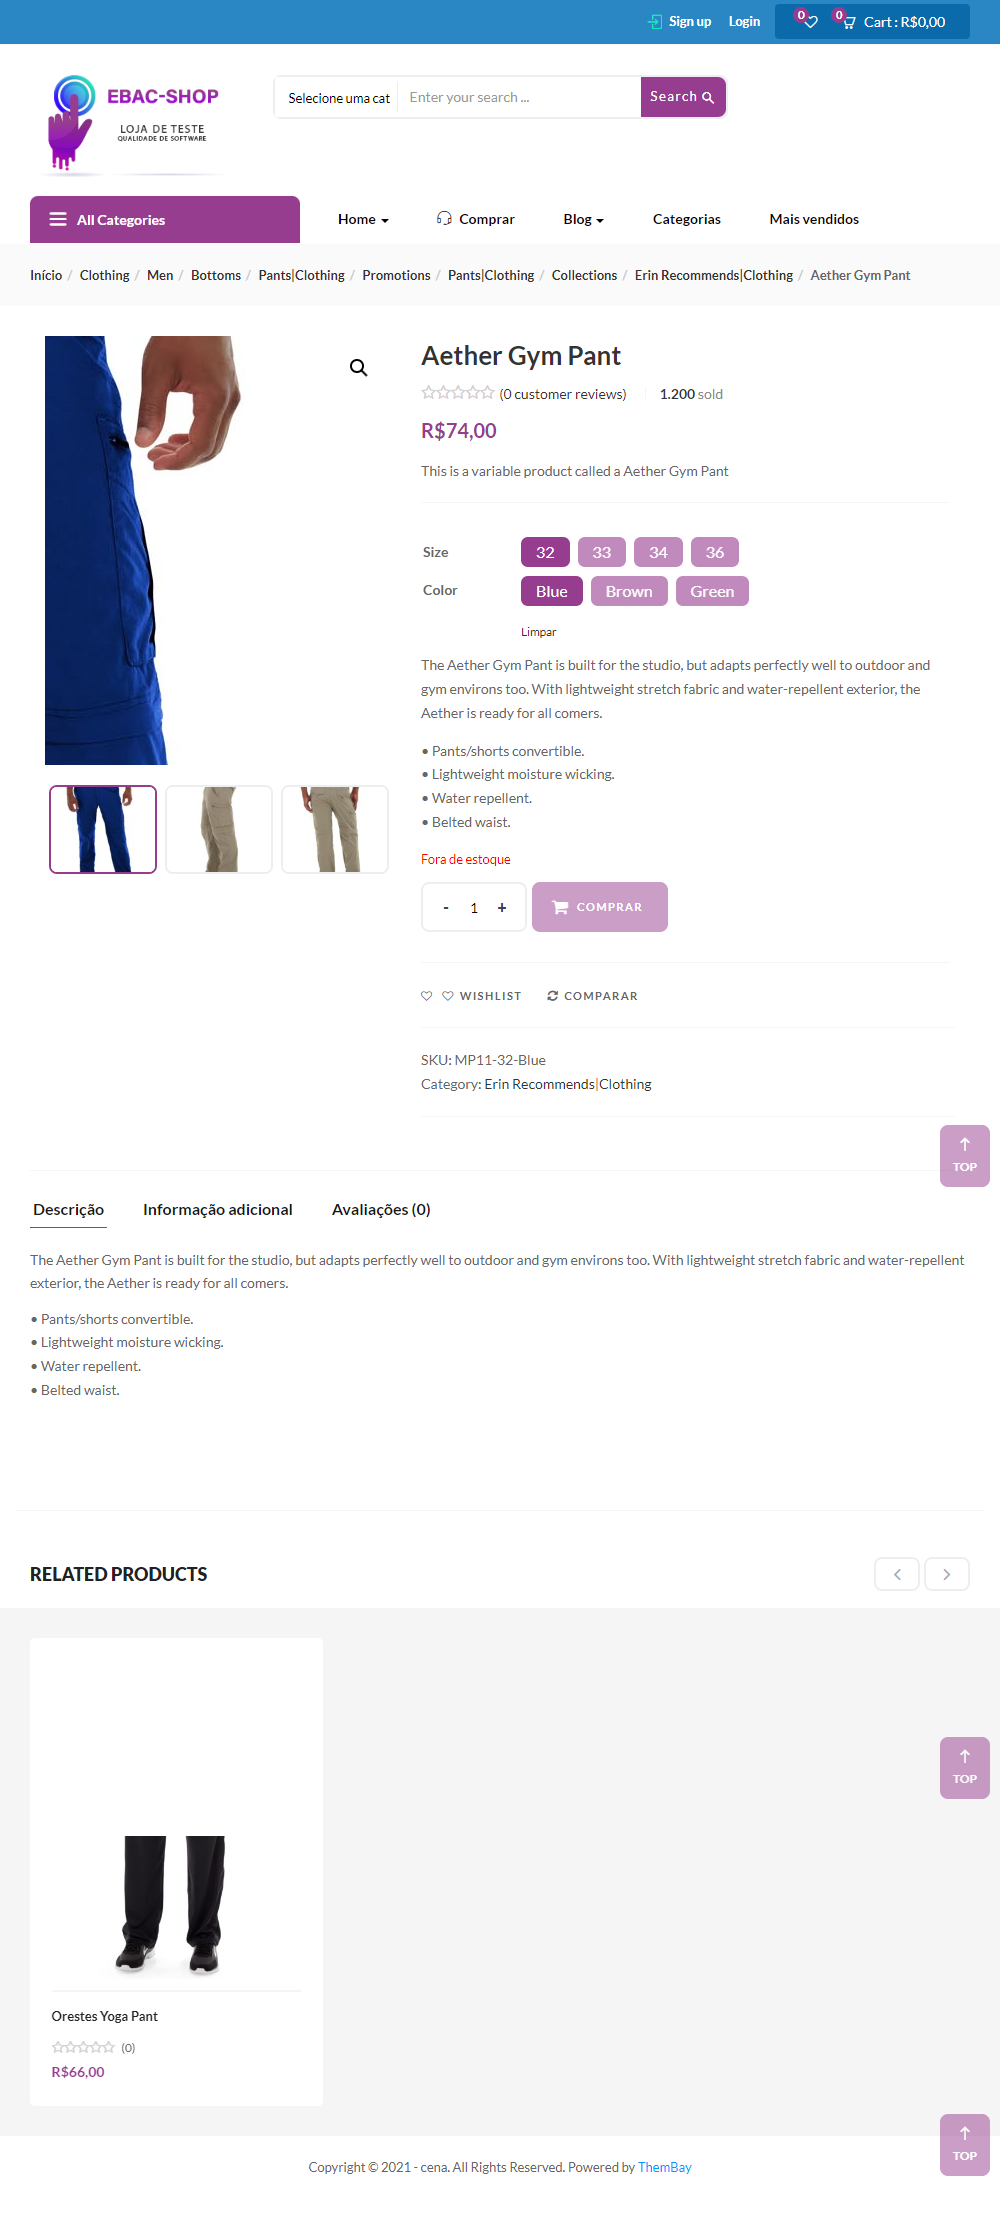 Sign up
Login
0
0
Cart : R$0,00
EBAC-SHOP
LOJA DE TESTE
QUALIDADE DE SOFTWARE
Selecione uma cat
Enter your search ...
Search
All Categories
Home
Comprar
Blog
Categorias
Mais vendidos
Início / Clothing / Men / Bottoms / Pants|Clothing / Promotions / Pants|Clothing / Collections / Erin Recommends|Clothing / Aether Gym Pant
Aether Gym Pant
(0 customer reviews)
1.200 sold
R$74,00
This is a variable product called a Aether Gym Pant
Size
32
33
34
36
Color
Blue
Brown
Green
Limpar
The Aether Gym Pant is built for the studio, but adapts perfectly well to outdoor and
gym environs too. With lightweight stretch fabric and water-repellent exterior, the
Aether is ready for all comers.
• Pants/shorts convertible.
• Lightweight moisture wicking.
• Water repellent.
• Belted waist.
Fora de estoque
- 1 +
COMPRAR
WISHLIST
COMPARAR
SKU: MP11-32-Blue
Category: Erin Recommends|Clothing
TOP
Descrição
Informação adicional
Avaliações (0)
The Aether Gym Pant is built for the studio, but adapts perfectly well to outdoor and gym environs too. With lightweight stretch fabric and water-repellent
exterior, the Aether is ready for all comers.
• Pants/shorts convertible.
• Lightweight moisture wicking.
• Water repellent.
• Belted waist.
RELATED PRODUCTS
TOP
Orestes Yoga Pant
(0)
R$66,00
TOP
Copyright © 2021 - cena. All Rights Reserved. Powered by ThemBay